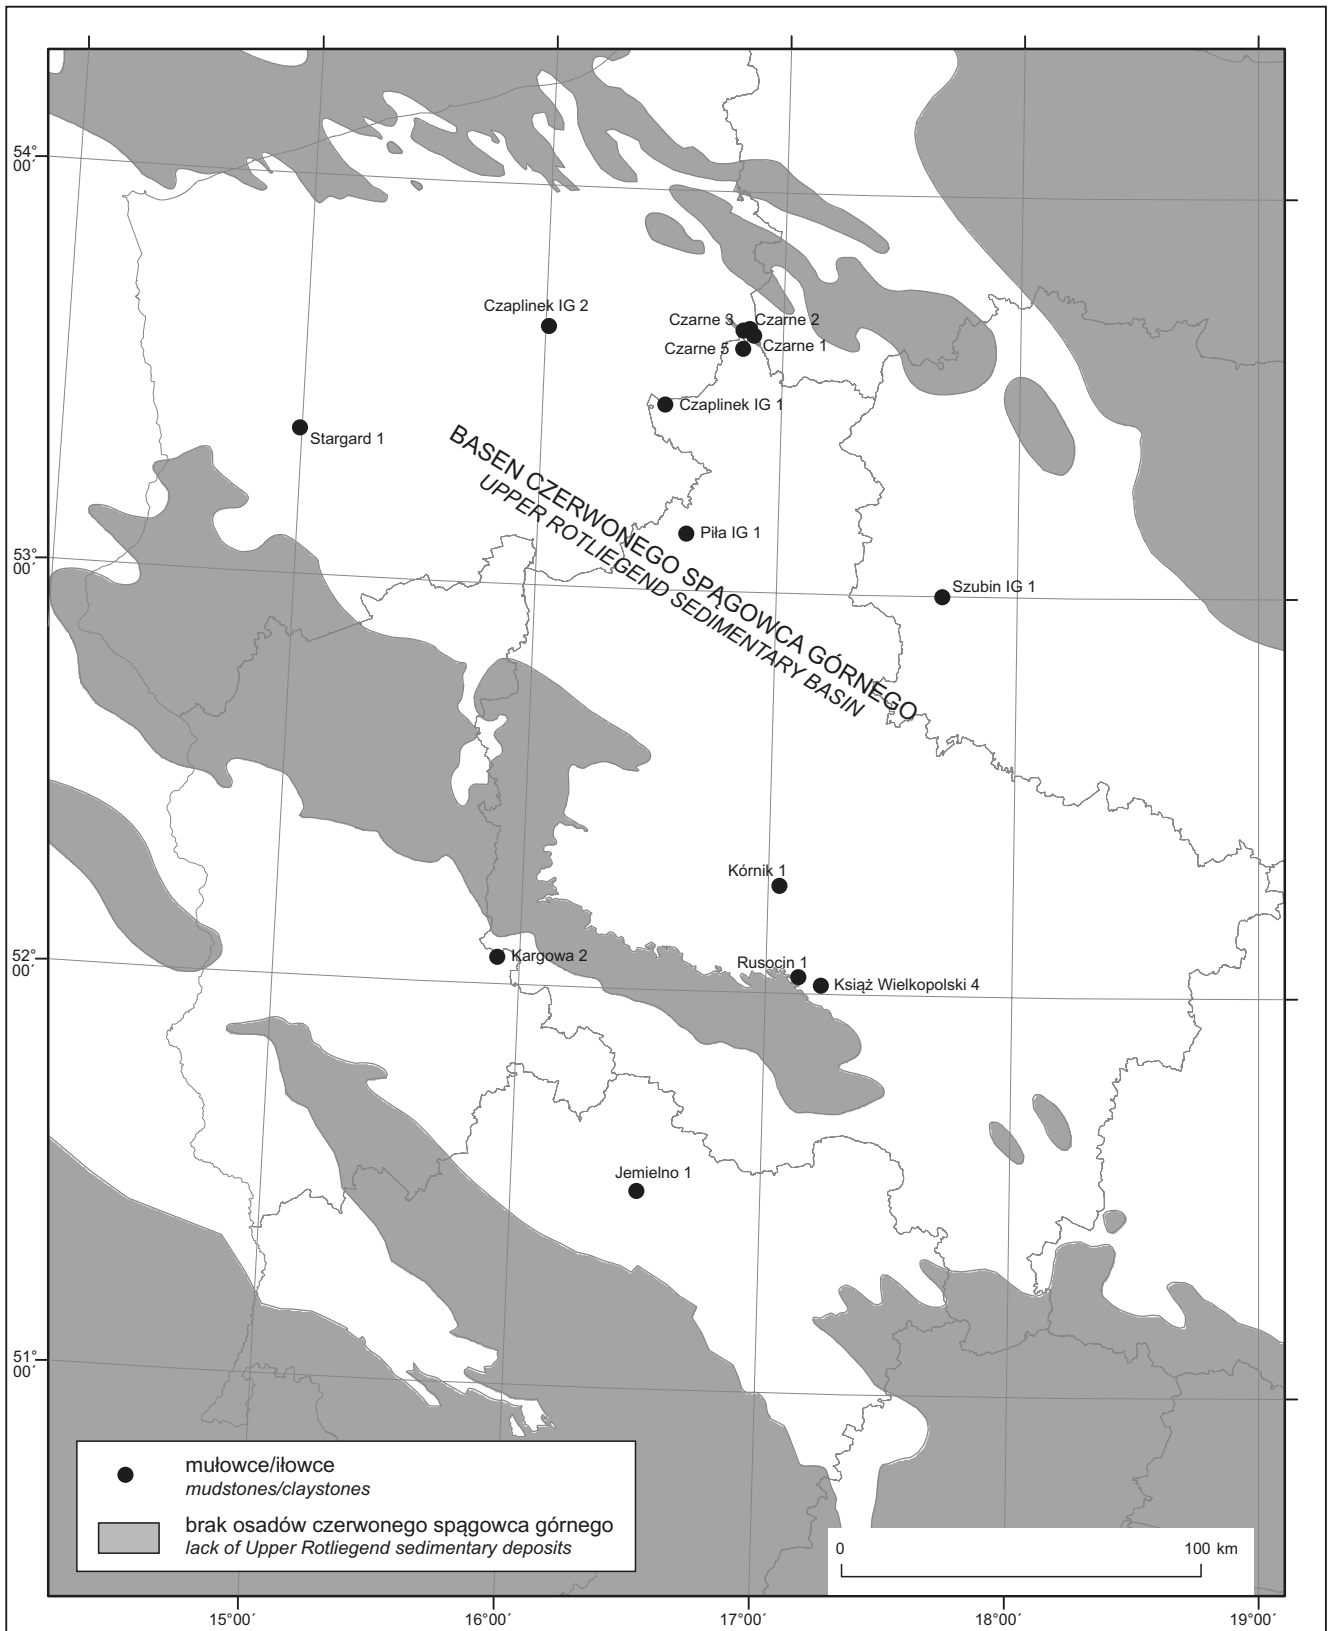 54°
00´
Czaplinek IG 2
Czarne 3
Czarne 2
Czarne 1
Czarne 5
Czaplinek IG 1
Stargard 1
BASEN CZERWONEGO SPĄGOWCA GÓRNEGO
UPPER ROTLIEGEND SEDIMENTARY BASIN
Piła IG 1
53°
00´
Szubin IG 1
Kórnik 1
52°
00´
Kargowa 2
Rusocin 1
Książ Wielkopolski 4
Jemielno 1
51°
00´
mułowce/iłowce
mudstones/claystones
brak osadów czerwonego spągowca górnego
lack of Upper Rotliegend sedimentary deposits
0 100 km
15°00´ 16°00´ 17°00´ 18°00´ 19°00´